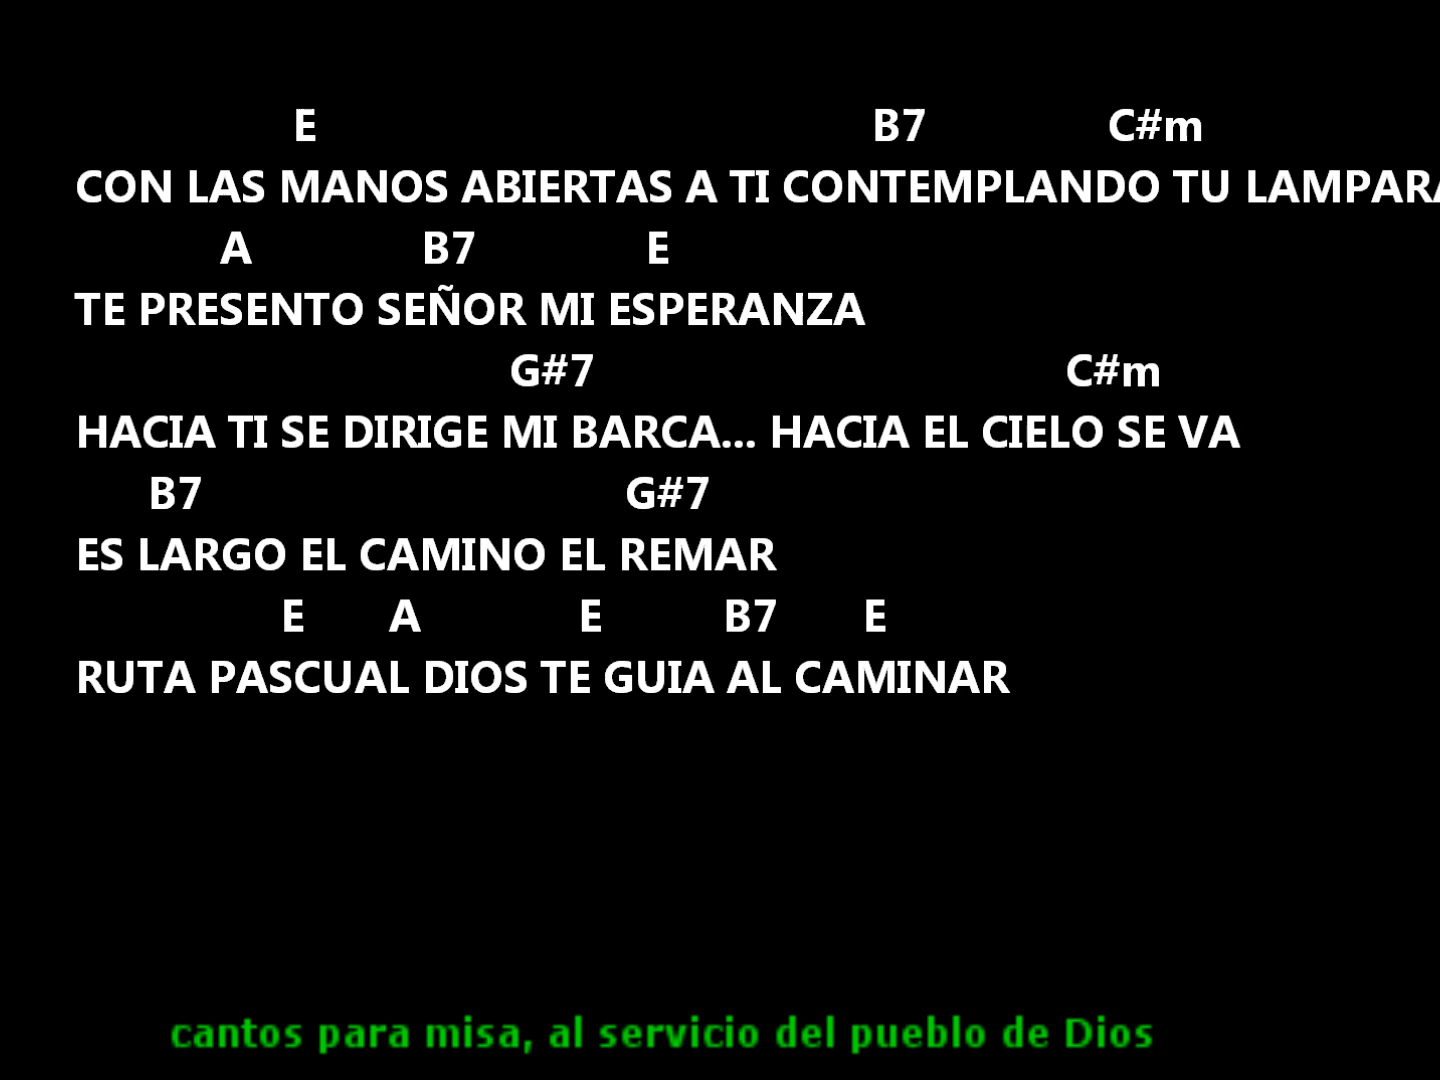 E B7 C#m
CON LAS MANOS ABIERTAS A TI CONTEMPLANDO TU LAMPARA
A B7 E
TE PRESENTO SEÑOR MI ESPERANZA
G#7 C#m
HACIA TI SE DIRIGE MI BARCA... HACIA EL CIELO SE VA
B7 G#7
ES LARGO EL CAMINO EL REMAR
E A E B7 E
RUTA PASCUAL DIOS TE GUIA AL CAMINAR
cantos para misa, al servicio del pueblo de Dios